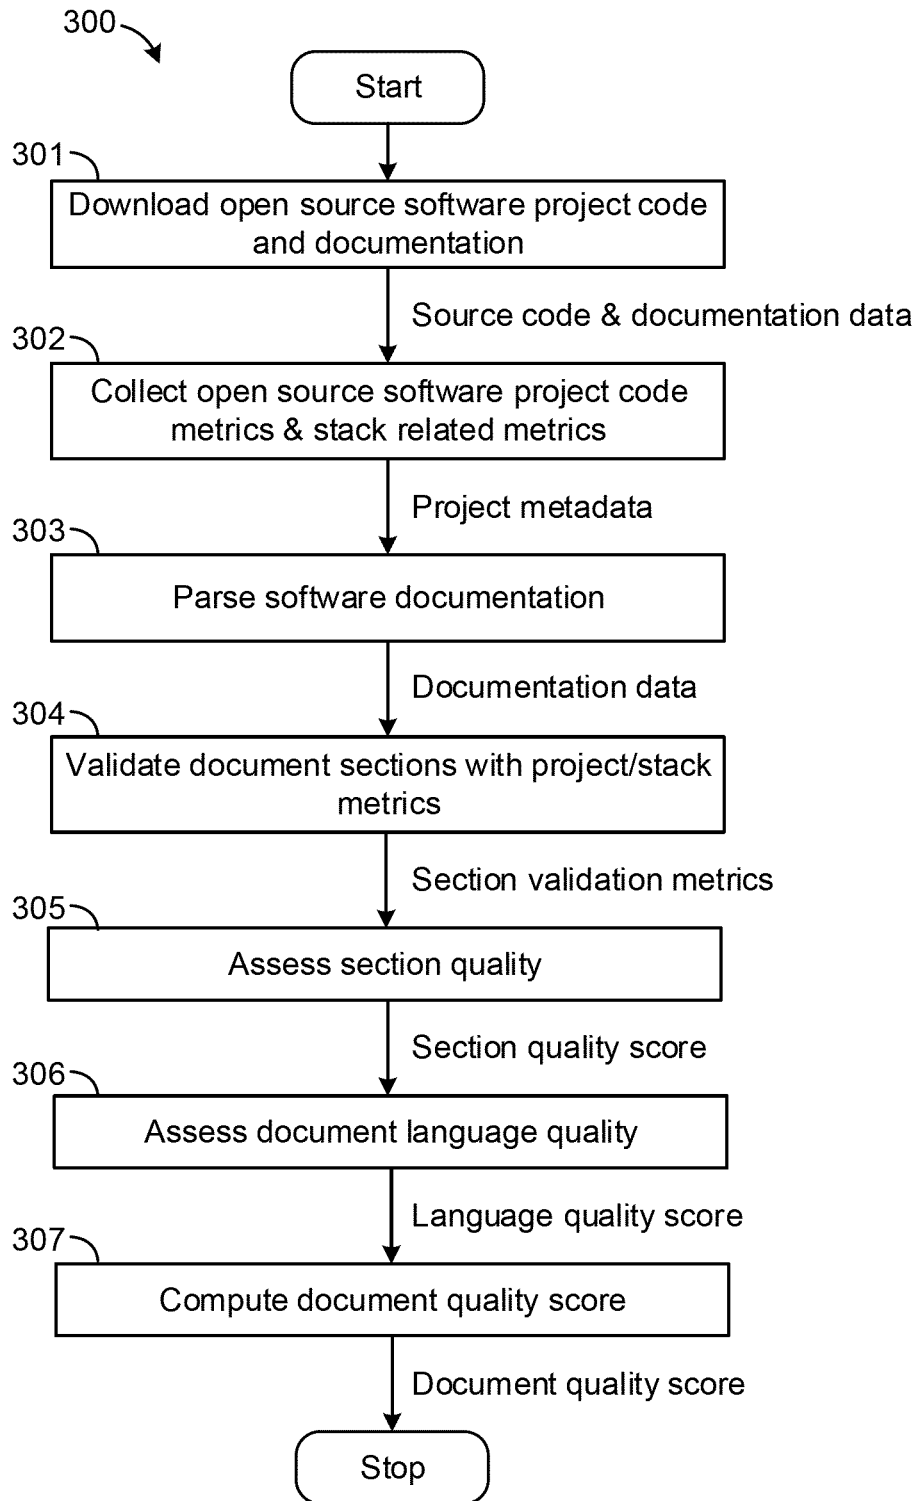 300
Start
301
Download open source software project code
and documentation
Source code & documentation data
302
Collect open source software project code
metrics & stack related metrics
Project metadata
303
Parse software documentation
Documentation data
304
Validate document sections with project/stack
metrics
Section validation metrics
305
Assess section quality
Section quality score
306
Assess document language quality
Language quality score
307
Compute document quality score
Document quality score
Stop